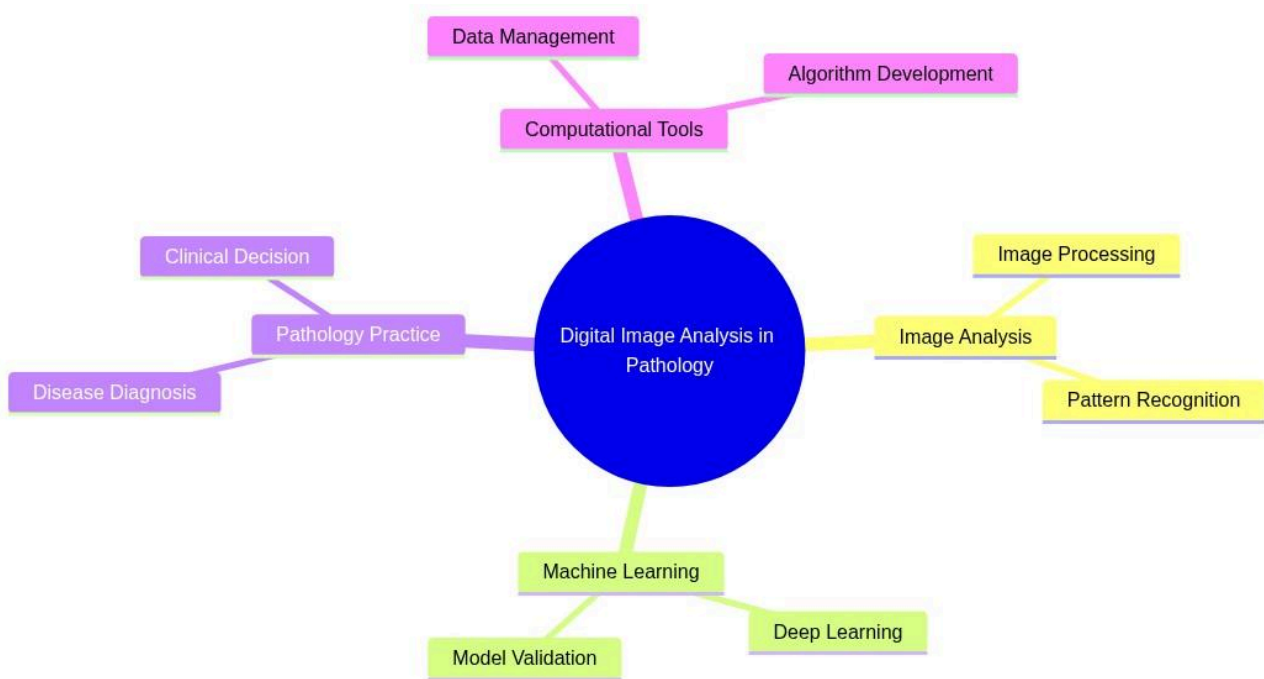 Data Management
Algorithm Development
Computational Tools
Clinical Decision
Image Processing
Pathology Practice
Digital Image Analysis in
Pathology
Image Analysis
Disease Diagnosis
Pattern Recognition
Machine Learning
Deep Learning
Model Validation